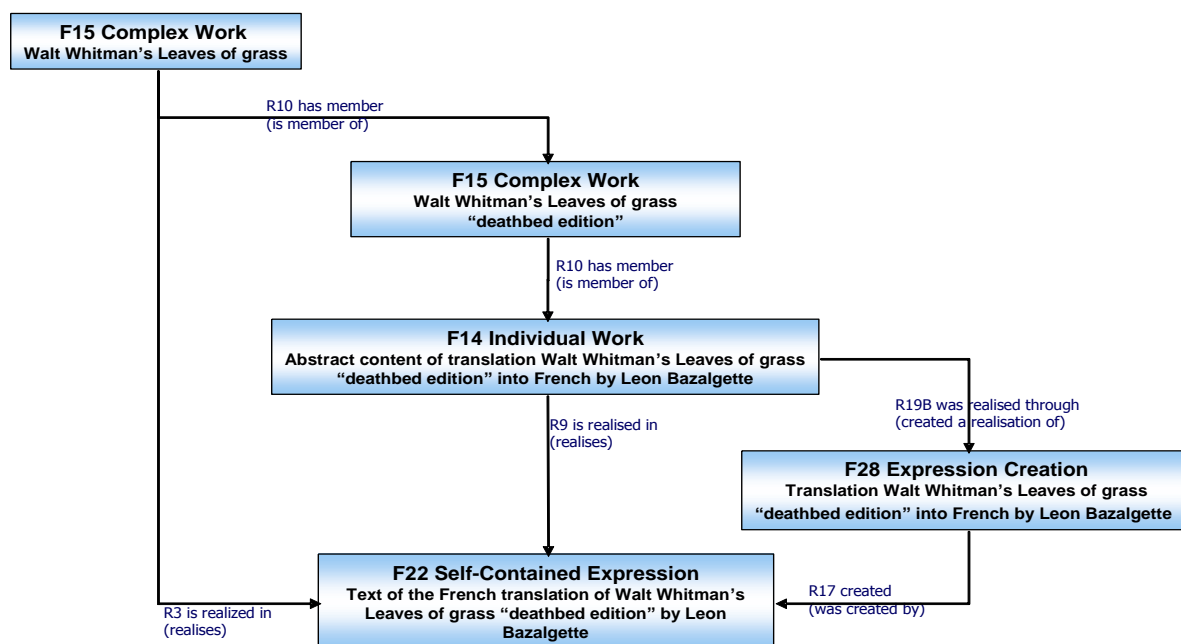 F15 Complex Work
Walt Whitman’s Leaves of grass
R10 has member
(is member of)
F15 Complex Work
Walt Whitman’s Leaves of grass
“deathbed edition”
R10 has member
(is member of)
F14 Individual Work
Abstract content of translation Walt Whitman’s Leaves of grass
“deathbed edition” into French by Leon Bazalgette
R9 is realised in
(realises)
R19B was realised through
(created a realisation of)
F28 Expression Creation
Translation Walt Whitman’s Leaves of grass
“deathbed edition” into French by Leon Bazalgette
F22 Self-Contained Expression
Text of the French translation of Walt Whitman’s
Leaves of grass “deathbed edition” by Leon
Bazalgette
R17 created
(was created by)
R3 is realized in
(realises)